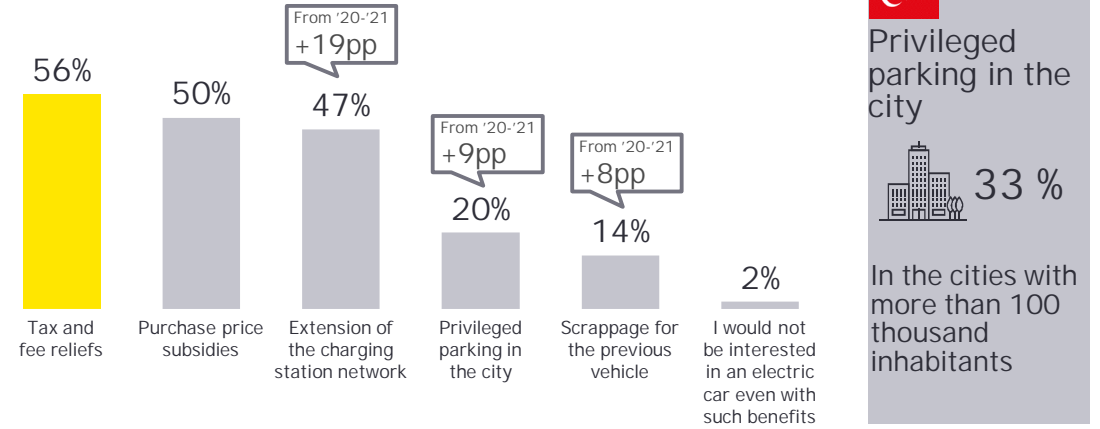 56%
Tax and
fee reliefs
50%
Purchase price
subsidies
From '20-'21
+19pp
47%
Extension of
the charging
station network
From '20-'21
+9pp
20%
Privileged
parking in
the city
From '20-'21
+8pp
14%
Scrappage for
the previous
vehicle
2%
I would not
be interested
in an electric
car even with
such benefits
Privileged
parking in the
city
33 %
In the cities with
more than 100
thousand
inhabitants